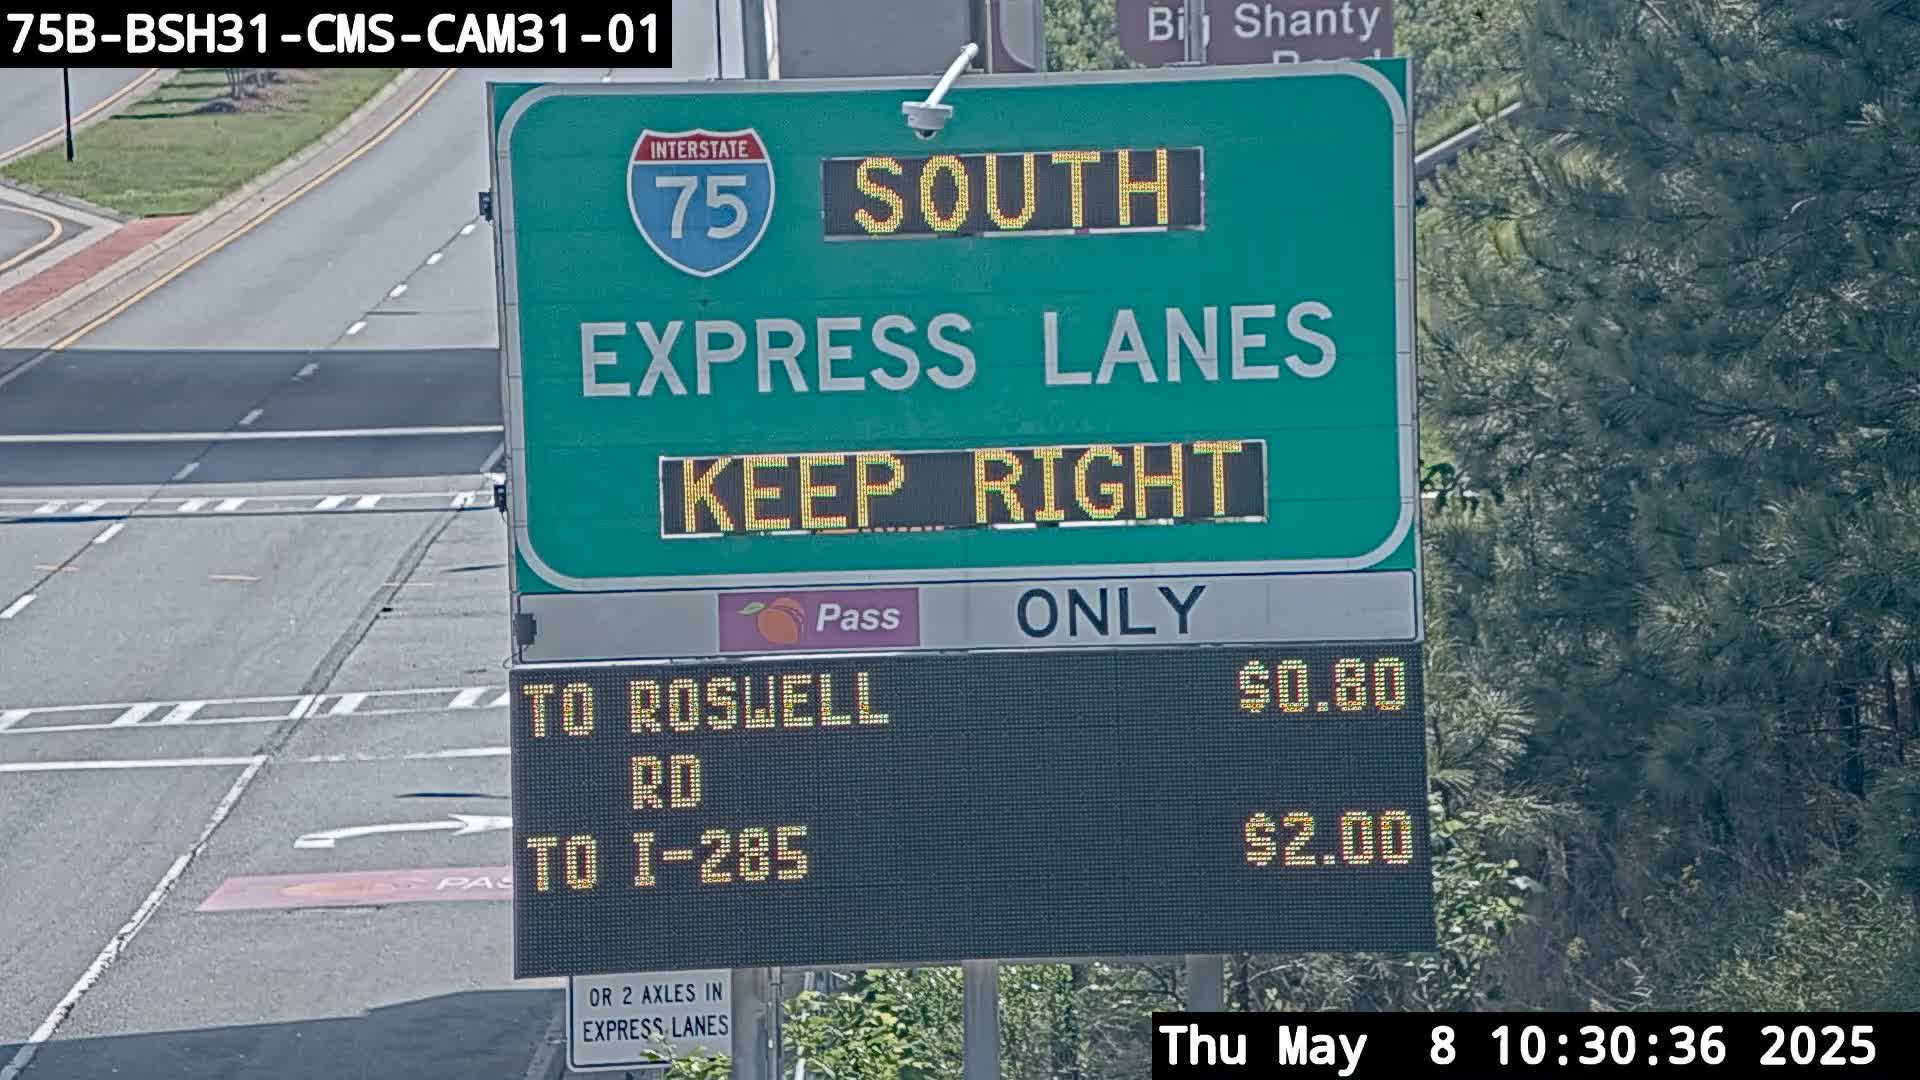 75B-BSH31-CMS-CAM31-01
Big Shanty
Road
INTERSTATE
75
SOUTH
EXPRESS LANES
KEEP RIGHT
Pass ONLY
TO ROSWELL $0.80
RD
TO I-285 $2.00
PAS
OR 2 AXLES IN
EXPRESS LANES
Thu May 8 10:30:36 2025